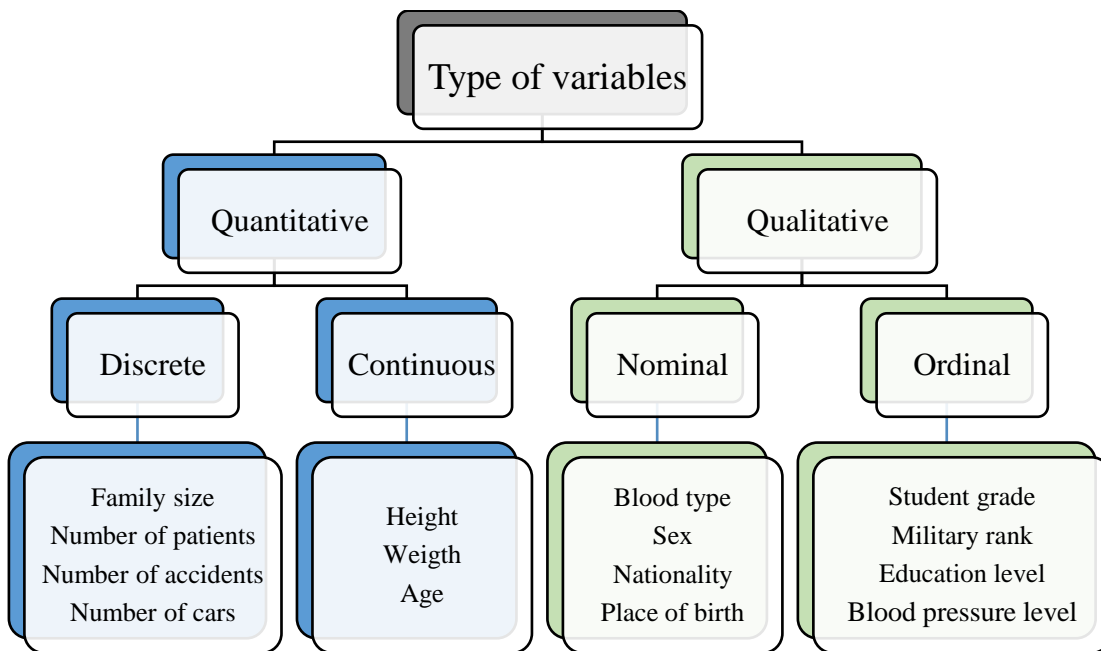 Type of variables
Quantitative
Qualitative
Discrete
Continuous
Nominal
Ordinal
Family size
Number of patients
Number of accidents
Number of cars
Height
Weigth
Age
Blood type
Sex
Nationality
Place of birth
Student grade
Military rank
Education level
Blood pressure level